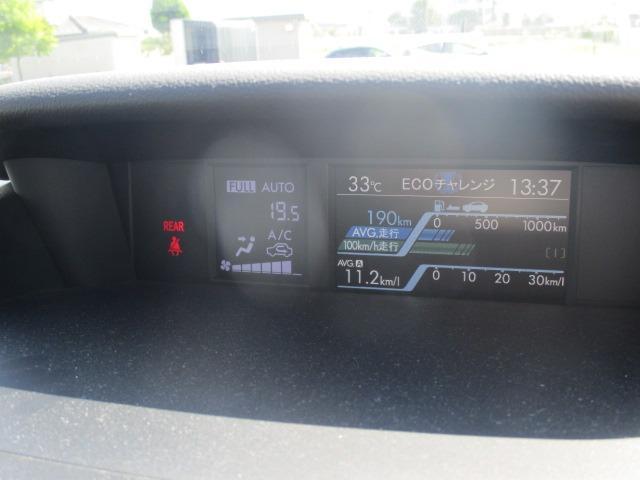 REAR
FULL AUTO
19.5
A/C
33℃ ECOチャレンジ 13:37
190km
0 500 1000km
AVG.走行
100km/h走行
AVG.A
11.2km/l
0 10 20 30km/l